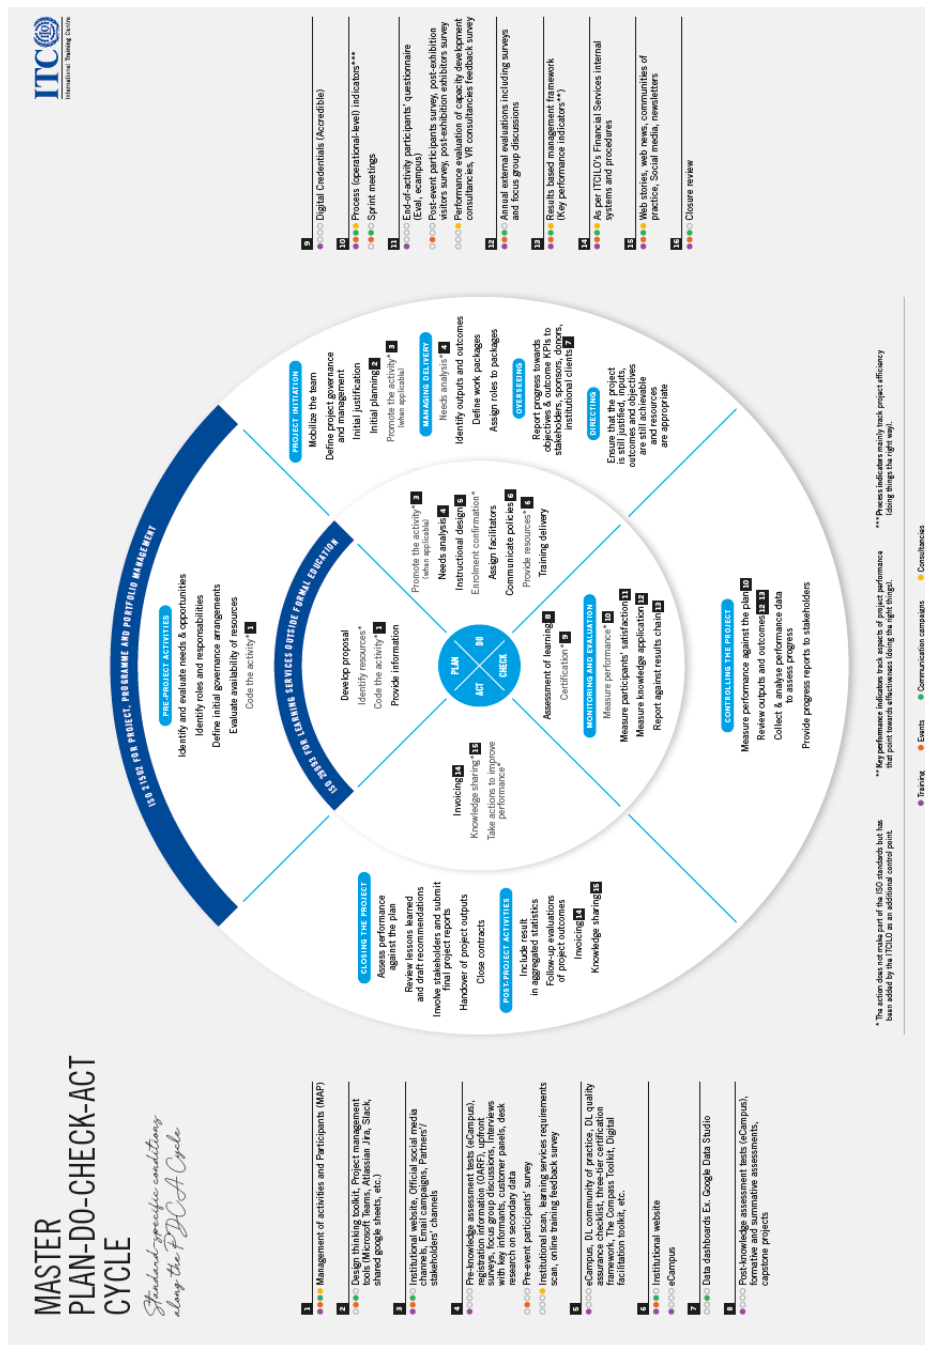 MASTER
PLAN-DO-CHECK-ACT
CYCLE
Standard-specific conditions
along the PDCA Cycle
ITC
International Training Centre
1
Management of activities and Participants (MAP)
2
Design thinking toolkit, Project management
tools (Microsoft Teams, Atlassian Jira, Slack,
shared google sheets, etc.)
3
Institutional website, Official social media
channels, Email campaigns, Partners'/
stakeholders' channels
4
Pre-knowledge assessment tests (eCampus),
registration information (OARF), upfront
surveys, focus group discussions, Interviews
with key informants, customer panels, desk
research on secondary data
Pre-event participants' survey
Institutional scan, learning services requirements
scan, online training feedback survey
5
eCampus, DL community of practice, DL quality
assurance checklist, three-tier certification
framework, The Compass Toolkit, Digital
facilitation toolkit, etc.
6
Institutional website
eCampus
7
Data dashboards Ex. Google Data Studio
8
Post-knowledge assessment tests (eCampus),
formative and summative assessments,
capstone projects
ISO 21502 FOR PROJECT, PROGRAMME AND PORTFOLIO MANAGEMENT
PRE-PROJECT ACTIVITIES
Identify and evaluate needs & opportunities
Identify roles and responsibilities
Define initial governance arrangements
Evaluate availability of resources
Code the activity* 1
ISO 29993 FOR LEARNING SERVICES OUTSIDE FORMAL EDUCATION
Develop proposal
Identify resources*
Code the activity* 1
Provide information
PLAN
DO
CHECK
ACT
PROJECT INITIATION
Mobilize the team
Define project governance
and management
Initial justification
Initial planning 2
Promote the activity* 3
(when applicable)
MANAGING DELIVERY
Needs analysis* 4
Identify outputs and outcomes
Define work packages
Assign roles to packages
OVERSEEING
Report progress towards
objectives & outcome KPIs to
stakeholders, sponsors, donors,
institutional clients 7
DIRECTING
Ensure that the project
is still justified, inputs,
outcomes and objectives
are still achievable
and resources
are appropriate
Promote the activity* 3
(when applicable)
Needs analysis 4
Instructional design 5
Enrolment confirmation*
Assign facilitators
Communicate policies 6
Provide resources* 6
Training delivery
Assessment of learning 8
Certification* 9
MONITORING AND EVALUATION
Measure performance* 10
Measure participants' satisfaction 11
Measure knowledge application 12
Report against results chain 13
CONTROLLING THE PROJECT
Measure performance against the plan 10
Review outputs and outcomes 12 13
Collect & analyse performance data
to assess progress
Provide progress reports to stakeholders
Invoicing 14
Knowledge sharing* 15
Take actions to improve
performance*
CLOSING THE PROJECT
Assess performance
against the plan
Review lessons learned
and draft recommendations
Involve stakeholders and submit
final project reports
Handover of project outputs
Close contracts
POST-PROJECT ACTIVITIES
Include result
in aggregated statistics
Follow-up evaluations
of project outcomes
Invoicing 14
Knowledge sharing 15
9
Digital Credentials (Accredible)
10
Process (operational-level) indicators***
Sprint meetings
11
End-of-activity participants' questionnaire
(Eval, ecampus)
Post-event participants survey, post-exhibition
visitors survey, post-exhibition exhibitors survey
Performance evaluation of capacity development
consultancies, VR consultancies feedback survey
12
Annual external evaluations including surveys
and focus group discussions
13
Results based management framework
(Key performance indicators**)
14
As per ITCILO's Financial Services internal
systems and procedures
15
Web stories, web news, communities of
practice, Social media, newsletters
16
Closure review
* The action does not make part of the ISO standards but has
been added by the ITCILO as an additional control point.
** Key performance indicators track aspects of project performance
that point towards effectiveness (doing the right things).
*** Process indicators mainly track project efficiency
(doing things the right way).
Training
Events
Communication campaigns
Consultancies